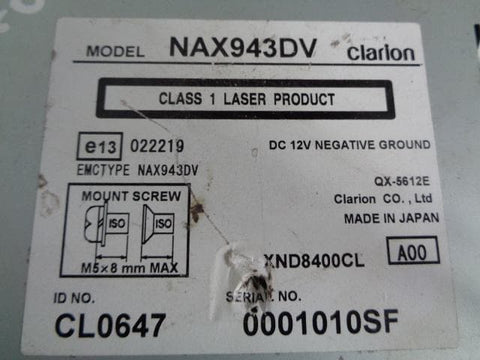 MODEL NAX943DV clarion
CLASS 1 LASER PRODUCT
e13 022219 DC 12V NEGATIVE GROUND
EMCTYPE NAX943DV
QX-5612E
MOUNT SCREW
Clarion CO., Ltd
ISO ISO
MADE IN JAPAN
XND8400CL A00
M5×8 mm MAX
ID NO. SERIAL NO.
CL0647 0001010SF